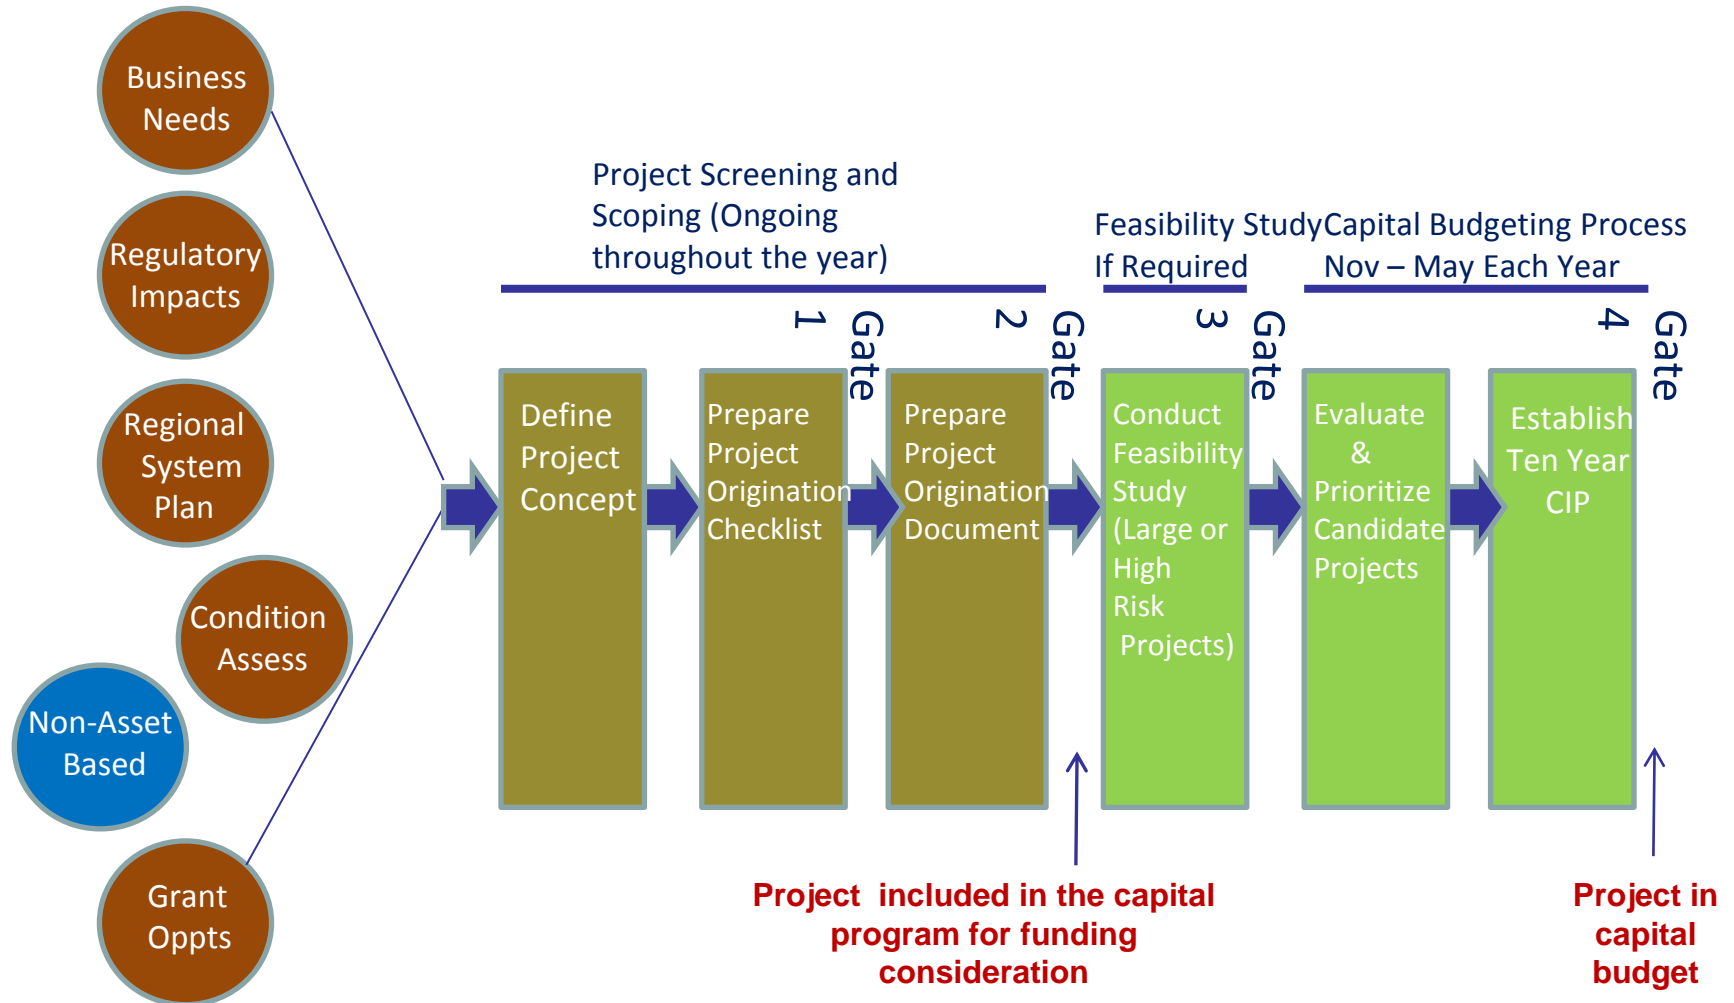 Business
Needs
Regulatory
Impacts
Regional
System
Plan
Condition
Assess
Non-Asset
Based
Grant
Oppts
Project Screening and
Scoping (Ongoing
throughout the year)
Feasibility Study
If Required
Capital Budgeting Process
Nov – May Each Year
Gate
1
Gate
2
Gate
3
Gate
4
Define
Project
Concept
Prepare
Project
Origination
Checklist
Prepare
Project
Origination
Document
Conduct
Feasibility
Study
(Large or
High
Risk
Projects)
Evaluate
&
Prioritize
Candidate
Projects
Establish
Ten Year
CIP
Project included in the capital
program for funding
consideration
Project in
capital
budget